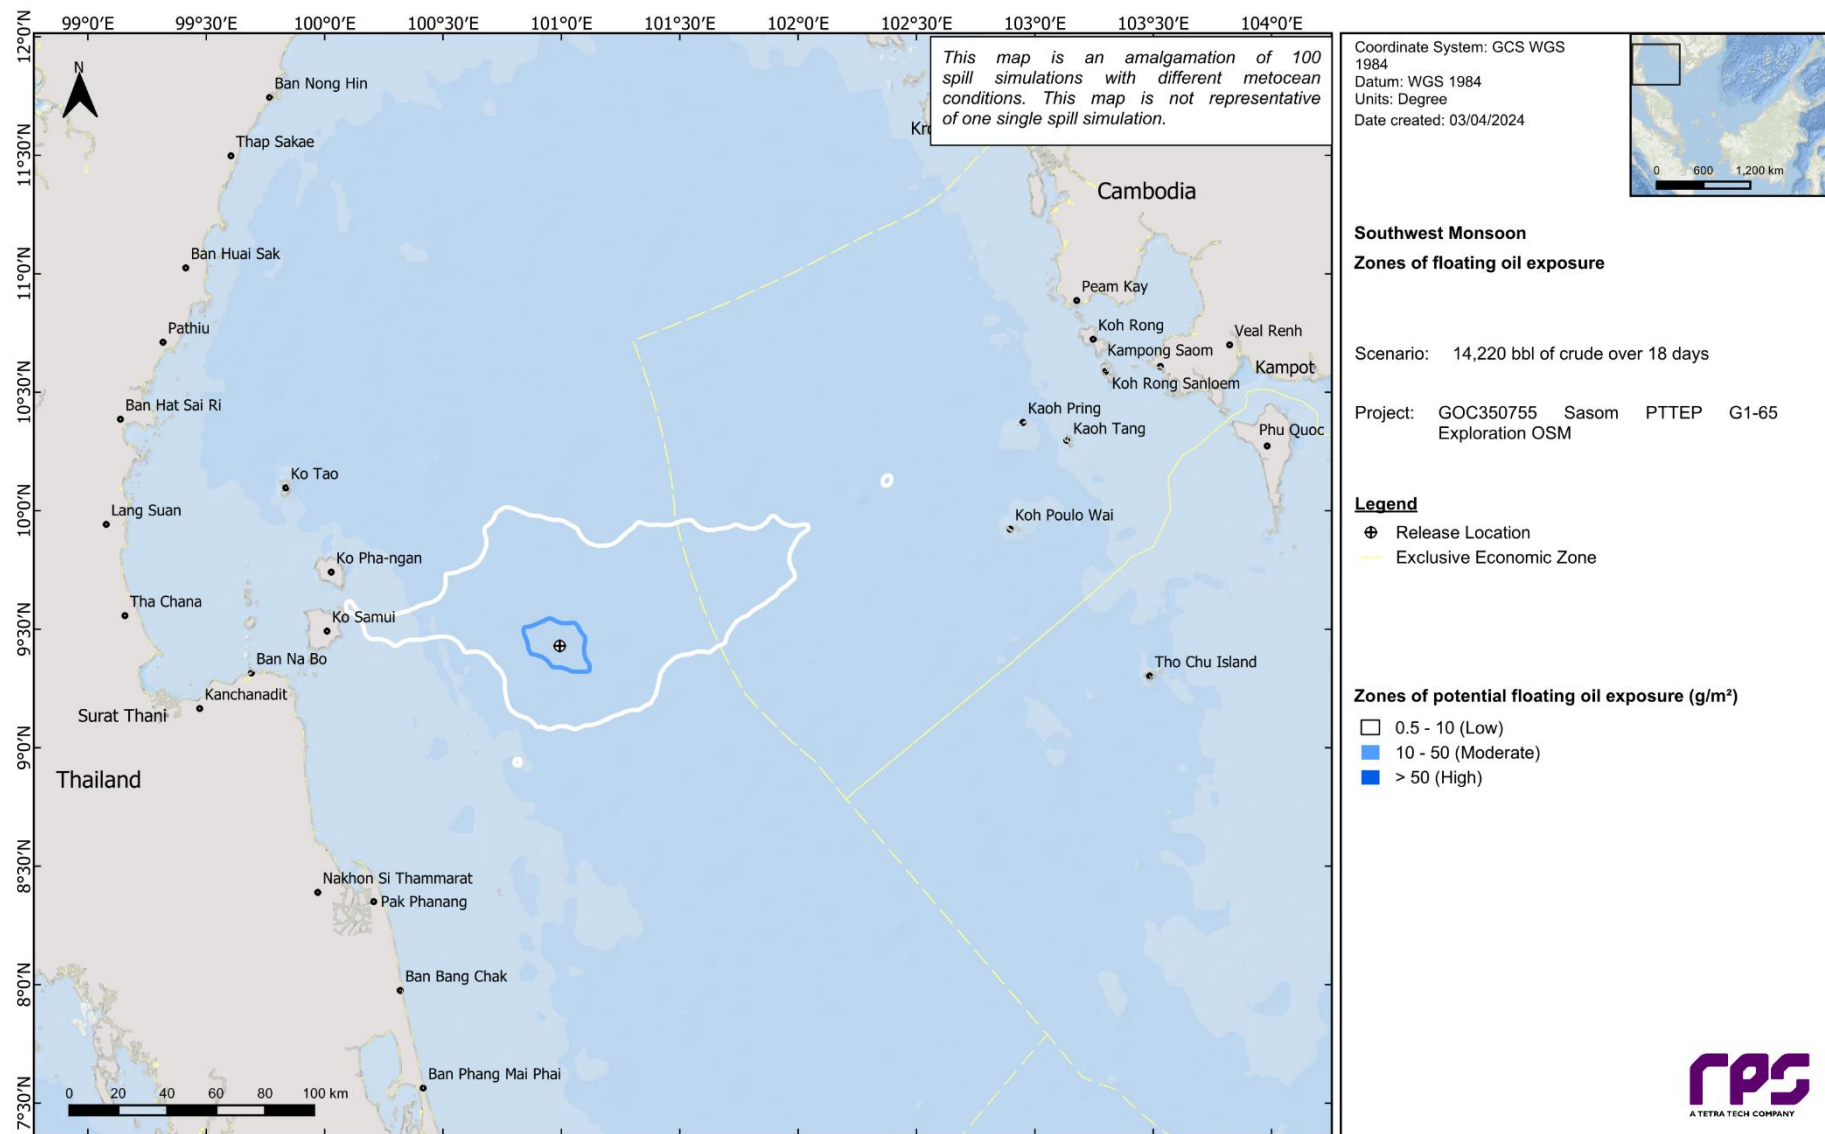 99°0'E 99°30'E 100°0'E 100°30'E 101°0'E 101°30'E 102°0'E 102°30'E 103°0'E 103°30'E 104°0'E
12°0'N
11°30'N
11°0'N
10°30'N
10°0'N
9°30'N
9°0'N
8°30'N
8°0'N
7°30'N
N
This map is an amalgamation of 100
spill simulations with different metocean
conditions. This map is not representative
of one single spill simulation.
Ban Nong Hin
Thap Sakae
Cambodia
Ban Huai Sak
Peam Kay
Pathiu
Koh Rong
Veal Renh
Kampong Saom
Kampot
Koh Rong Sanloem
Ban Hat Sai Ri
Kaoh Pring
Kaoh Tang
Phu Quoc
Ko Tao
Lang Suan
Koh Poulo Wai
Ko Pha-ngan
Tha Chana
Ko Samui
Ban Na Bo
Tho Chu Island
Kanchanadit
Surat Thani
Thailand
Nakhon Si Thammarat
Pak Phanang
Ban Bang Chak
Ban Phang Mai Phai
0 20 40 60 80 100 km
Coordinate System: GCS WGS
1984
Datum: WGS 1984
Units: Degree
Date created: 03/04/2024
0 600 1,200 km
Southwest Monsoon
Zones of floating oil exposure
Scenario: 14,220 bbl of crude over 18 days
Project: GOC350755 Sasom PTTEP G1-65
Exploration OSM
Legend
Release Location
Exclusive Economic Zone
Zones of potential floating oil exposure (g/m²)
0.5 - 10 (Low)
10 - 50 (Moderate)
> 50 (High)
rps
A TETRA TECH COMPANY